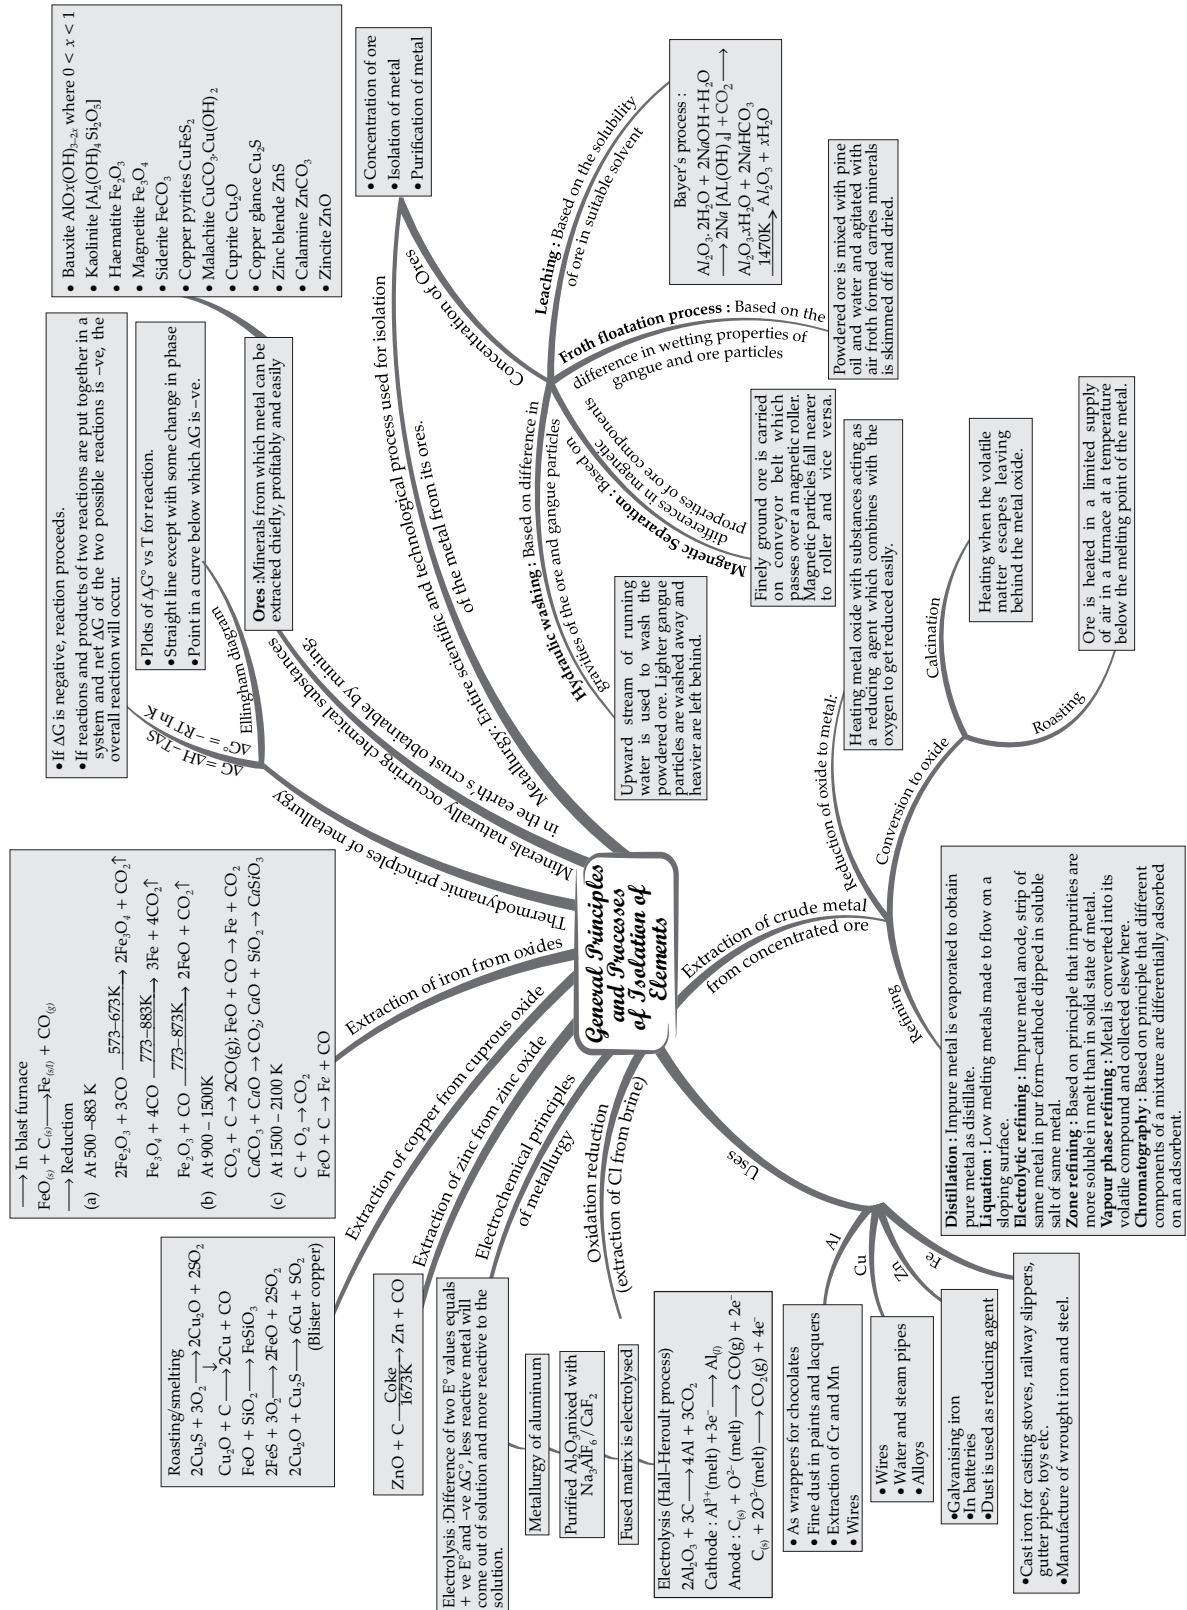 General Principles
and Processes
of Isolation of
Elements
Metallurgy: Entire scientific and technological process used for isolation
of the metal from its ores.
• Concentration of ore
• Isolation of metal
• Purification of metal
Concentration of Ores
Leaching : Based on the solubility
of ore in suitable solvent
Bayer's process :
Al₂O₃.2H₂O + 2NaOH+H₂O
⟶ 2Na [AL(OH)₄] + CO₂ ⟶
Al₂O₃.xH₂O + 2NaHCO₃
1470K⟶ Al₂O₃ + xH₂O
Froth floatation process : Based on the
difference in wetting properties of
gangue and ore particles
Powdered ore is mixed with pine
oil and water and agitated with
air froth formed carries minerals
is skimmed off and dried.
Magnetic Separation : Based on
differences in magnetic
properties of ore components
Finely ground ore is carried
on conveyor belt which
passes over a magnetic roller.
Magnetic particles fall nearer
to roller and vice versa.
Hydraulic washing : Based on difference in
gravities of the ore and gangue particles
Upward stream of running
water is used to wash the
powdered ore. Lighter gangue
particles are washed away and
heavier are left behind.
Minerals naturally occurring chemical substances
in the earth's crust obtainable by mining:
Ores :Minerals from which metal can be
extracted chiefly, profitably and easily
• Bauxite AlOx(OH)₃₋₂ₓ where 0 < x < 1
• Kaolinite [Al₂(OH)₄Si₂O₅]
• Haematite Fe₂O₃
• Magnetite Fe₃O₄
• Siderite FeCO₃
• Copper pyrites CuFeS₂
• Malachite CuCO₃.Cu(OH)₂
• Cuprite Cu₂O
• Copper glance Cu₂S
• Zinc blende ZnS
• Calamine ZnCO₃
• Zincite ZnO
Thermodynamic principles of metallurgy
ΔG =ΔH–TΔS
ΔG° = – RT In K
• If ΔG is negative, reaction proceeds.
• If reactions and products of two reactions are put together in a
system and net ΔG of the two possible reactions is –ve, the
overall reaction will occur.
Ellingham diagram
• Plots of ΔfG° vs T for reaction.
• Straight line except with some change in phase
• Point in a curve below which ΔG is –ve.
Extraction of iron from oxides
⟶ In blast furnace
FeO₍ₛ₎ + C₍ₛ₎⟶Fe₍ₛ/ₗ₎ + CO₍g₎
⟶ Reduction
(a) At 500 –883 K
2Fe₂O₃ + 3CO 573–673K⟶ 2Fe₃O₄ + CO₂↑
Fe₃O₄ + 4CO 773–883K⟶ 3Fe + 4CO₂↑
Fe₂O₃ + CO 773–873K⟶ 2FeO + CO₂↑
(b) At 900 –1500K
CO₂ + C → 2CO(g); FeO + CO → Fe + CO₂
CaCO₃ + CaO → CO₂; CaO + SiO₂ → CaSiO₃
(c) At 1500 – 2100 K
C + O₂ → CO₂
FeO + C → Fe + CO
Extraction of copper from cuprous oxide
Roasting/smelting
2Cu₂S + 3O₂ ⟶ 2Cu₂O + 2SO₂
↓
Cu₂O + C ⟶ 2Cu + CO
FeO + SiO₂ ⟶ FeSiO₃
2FeS + 3O₂ ⟶ 2FeO + 2SO₂
2Cu₂O + Cu₂S ⟶ 6Cu + SO₂
(Blister copper)
Extraction of zinc from zinc oxide
ZnO + C Coke 1673K⟶ Zn + CO
Electrochemical principles
of metallurgy
Electrolysis :Difference of two E° values equals
+ ve E° and –ve ΔG°, less reactive metal will
come out of solution and more reactive to the
solution.
Metallurgy of aluminum
Purified Al₂O₃mixed with
Na₃AlF₆/CaF₂
Fused matrix is electrolysed
Electrolysis (Hall–Heroult process)
2Al₂O₃ + 3C ⟶ 4Al + 3CO₂
Cathode : Al³⁺(melt) + 3e⁻ ⟶ Al₍ₗ₎
Anode : C₍ₛ₎ + O²⁻ (melt) ⟶ CO(g) + 2e⁻
C₍ₛ₎ + 2O²⁻(melt) ⟶ CO₂(g) + 4e⁻
Oxidation reduction
(extraction of Cl from brine)
Uses
Al
• As wrappers for chocolates
• Fine dust in paints and lacquers
• Extraction of Cr and Mn
• Wires
Cu
• Wires
• Water and steam pipes
• Alloys
Zn
•Galvanising iron
•In batteries
•Dust is used as reducing agent
Fe
•Cast iron for casting stoves, railway slippers,
gutter pipes, toys etc.
•Manufacture of wrought iron and steel.
Extraction of crude metal
from concentrated ore
Refining
Distillation : Impure metal is evaporated to obtain
pure metal as distillate.
Liquation : Low melting metals made to flow on a
sloping surface.
Electrolytic refining : Impure metal anode, strip of
same metal in pur form–cathode dipped in soluble
salt of same metal.
Zone refining : Based on principle that impurities are
more soluble in melt than in solid state of metal.
Vapour phase refining : Metal is converted into its
volatile compound and collected elsewhere.
Chromatography : Based on principle that different
components of a mixture are differentially adsorbed
on an adsorbent.
Conversion to oxide
Calcination
Heating when the volatile
matter escapes leaving
behind the metal oxide.
Roasting
Ore is heated in a limited supply
of air in a furnace at a temperature
below the melting point of the metal.
Reduction of oxide to metal:
Heating metal oxide with substances acting as
a reducing agent which combines with the
oxygen to get reduced easily.